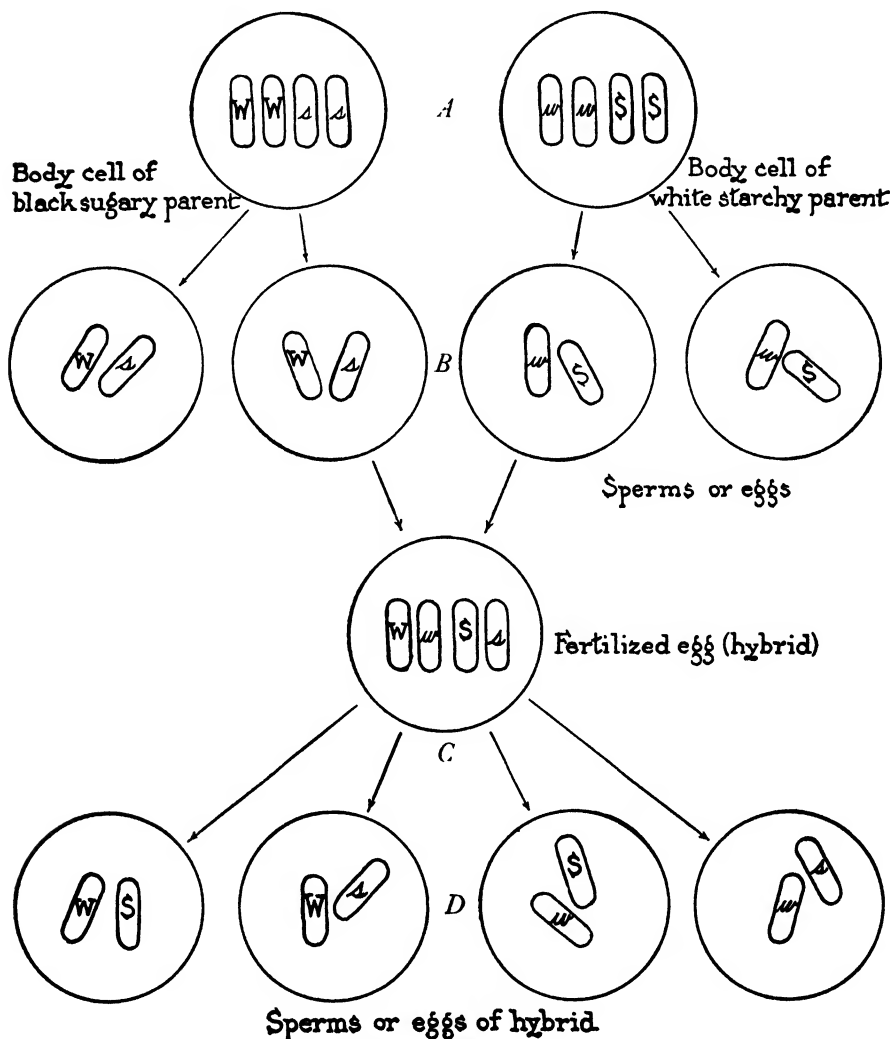 W W s s
A
w w S S
Body cell of
black sugary parent
Body cell of
white starchy parent
W s
W s
B
w S
w S
Sperms or eggs
W w S s
Fertilized egg (hybrid)
C
W S
W s
D
S
w
s
w
Sperms or eggs of hybrid